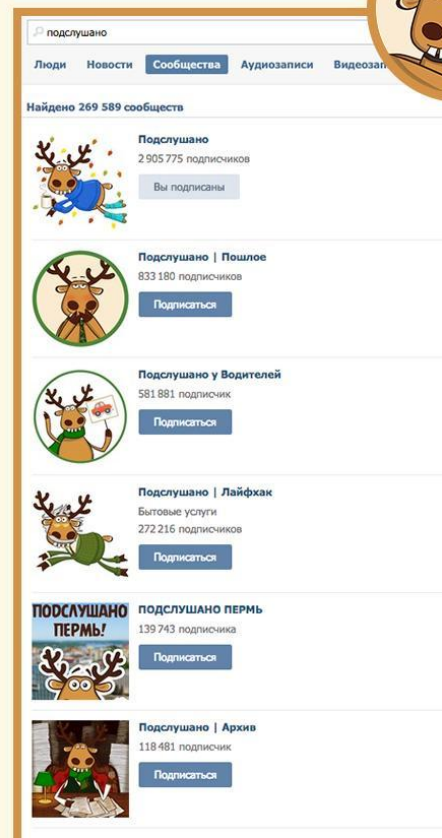 подслушано
Люди Новости Сообщества Аудиозаписи Видеозап
Найдено 269 589 сообществ
Подслушано
2 905 775 подписчиков
Вы подписаны
Подслушано | Пошлое
833 180 подписчиков
Подписаться
Подслушано у Водителей
581 881 подписчик
Подписаться
Подслушано | Лайфхак
Бытовые услуги
272 216 подписчиков
Подписаться
ПОДСЛУШАНО
ПЕРМЬ!
ПОДСЛУШАНО ПЕРМЬ
139 743 подписчика
Подписаться
Подслушано | Архив
118 481 подписчик
Подписаться